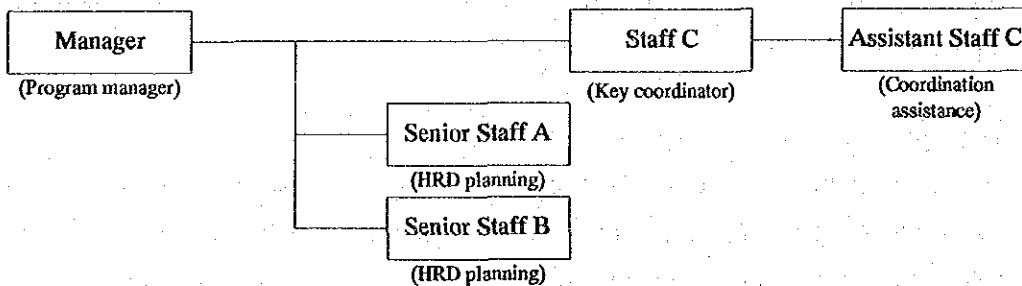 Manager
(Program manager)
Staff C
(Key coordinator)
Assistant Staff C
(Coordination
assistance)
Senior Staff A
(HRD planning)
Senior Staff B
(HRD planning)